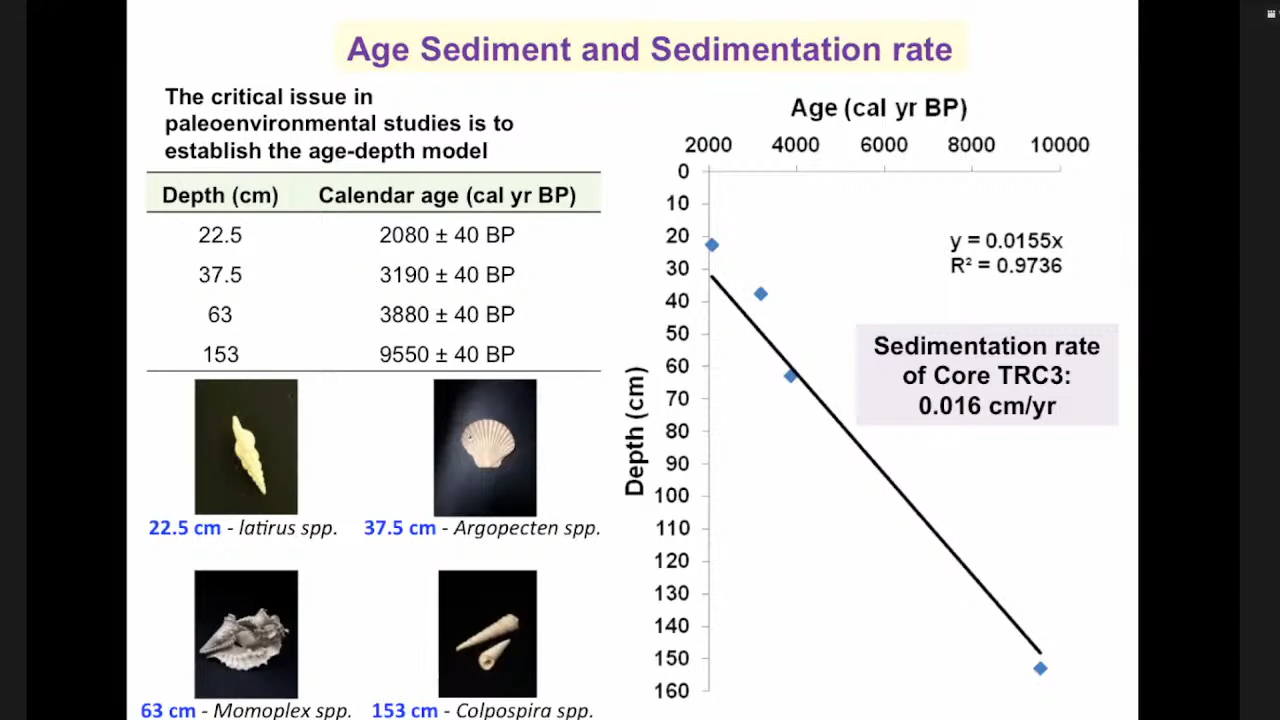 Age Sediment and Sedimentation rate
The critical issue in
paleoenvironmental studies is to
establish the age-depth model
Depth (cm) Calendar age (cal yr BP)
22.5 2080 ± 40 BP
37.5 3190 ± 40 BP
63 3880 ± 40 BP
153 9550 ± 40 BP
22.5 cm - latirus spp. 37.5 cm - Argopecten spp.
63 cm - Momoplex spp. 153 cm - Colpospira spp.
Age (cal yr BP)
2000 4000 6000 8000 10000
0
10
20
30
40
50
60
70
80
90
100
110
120
130
140
150
160
Depth (cm)
y = 0.0155x
R² = 0.9736
Sedimentation rate
of Core TRC3:
0.016 cm/yr